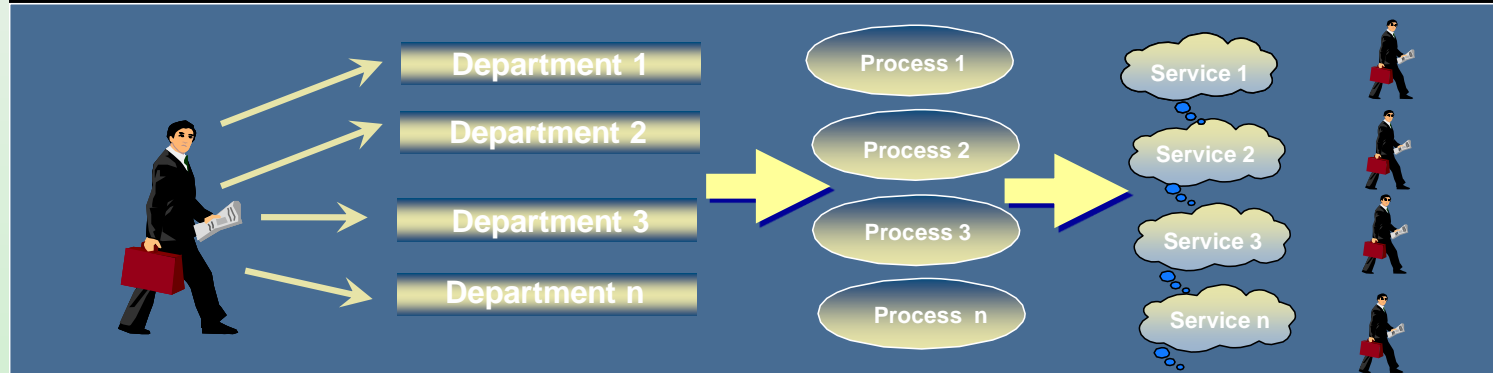 Department 1
Department 2
Department 3
Department n
Process 1
Process 2
Process 3
Process n
Service 1
Service 2
Service 3
Service n